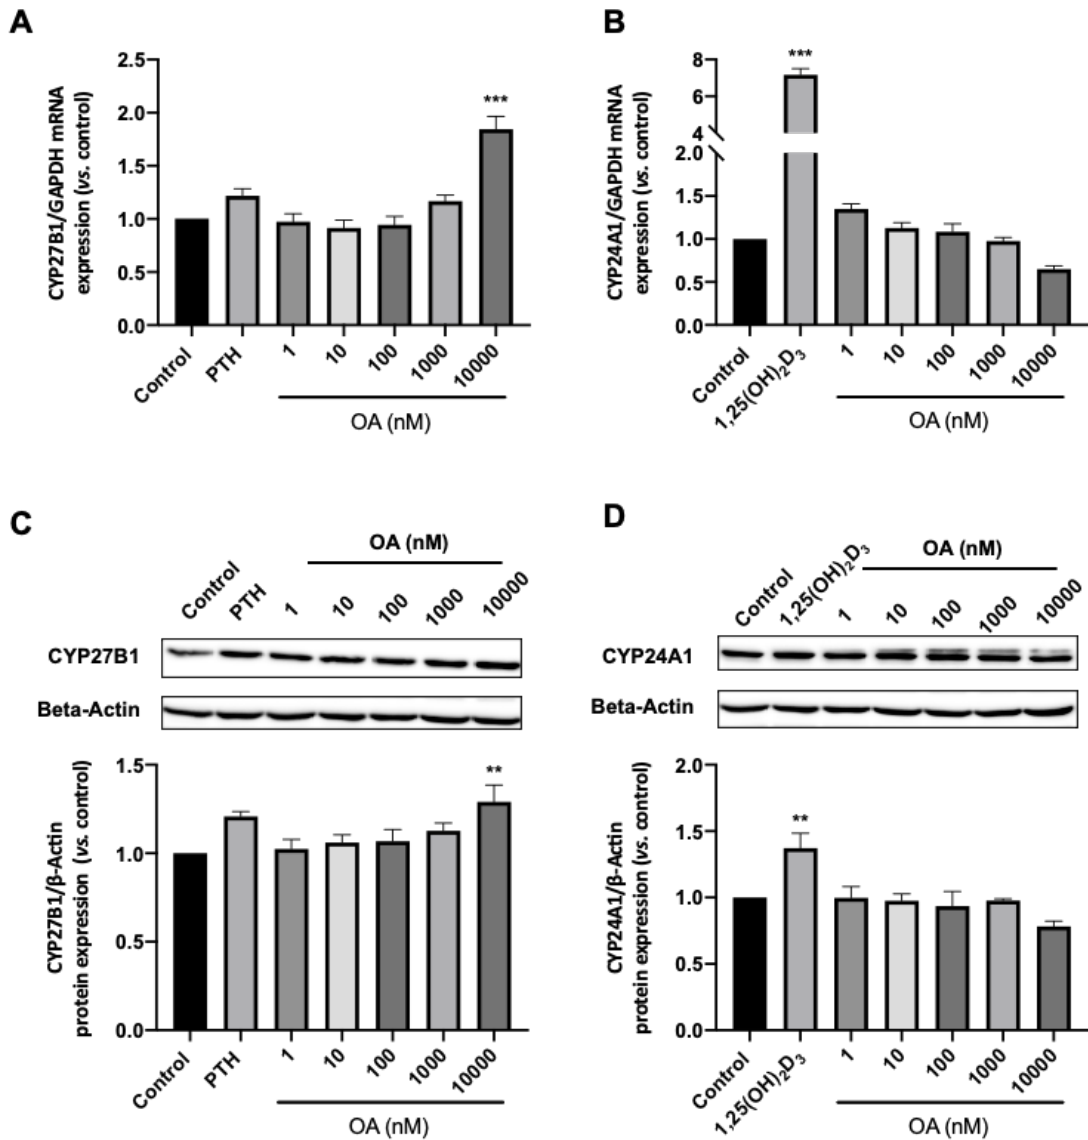 A
CYP27B1/GAPDH mRNA
expression (vs. control)
2.5
2.0
1.5
1.0
0.5
0.0
***
Control
PTH
1
10
100
1000
10000
OA (nM)
B
CYP24A1/GAPDH mRNA
expression (vs. control)
8
6
4
2.0
1.5
1.0
0.5
0.0
***
Control
1,25(OH)₂D₃
1
10
100
1000
10000
OA (nM)
C
OA (nM)
Control
PTH
1
10
100
1000
10000
CYP27B1
Beta-Actin
CYP27B1/β-Actin
protein expression (vs. control)
1.5
1.0
0.5
0.0
**
Control
PTH
1
10
100
1000
10000
OA (nM)
D
OA (nM)
Control
1,25(OH)₂D₃
1
10
100
1000
10000
CYP24A1
Beta-Actin
CYP24A1/β-Actin
protein expression (vs. control)
2.0
1.5
1.0
0.5
0.0
**
Control
1,25(OH)₂D₃
1
10
100
1000
10000
OA (nM)